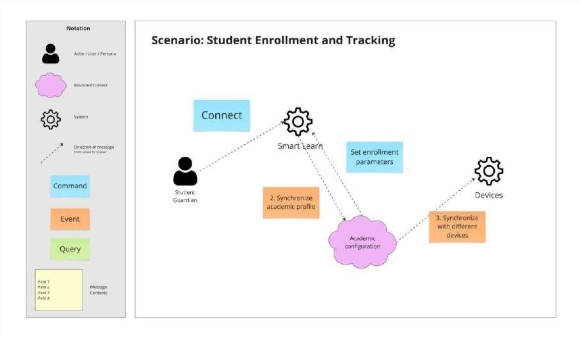 Notation
Actor / User / Persona
Bounded Context
System
Direction of message
Command
Event
Query
Field 1
Field 2
Field 3
Field 4
Message
Contents
Scenario: Student Enrollment and Tracking
Connect
Smart Learn
Set enrollment
parameters
Student
Guardian
2. Synchronize
academic profile
Devices
3. Synchronize
with different
devices
Academic
configuration